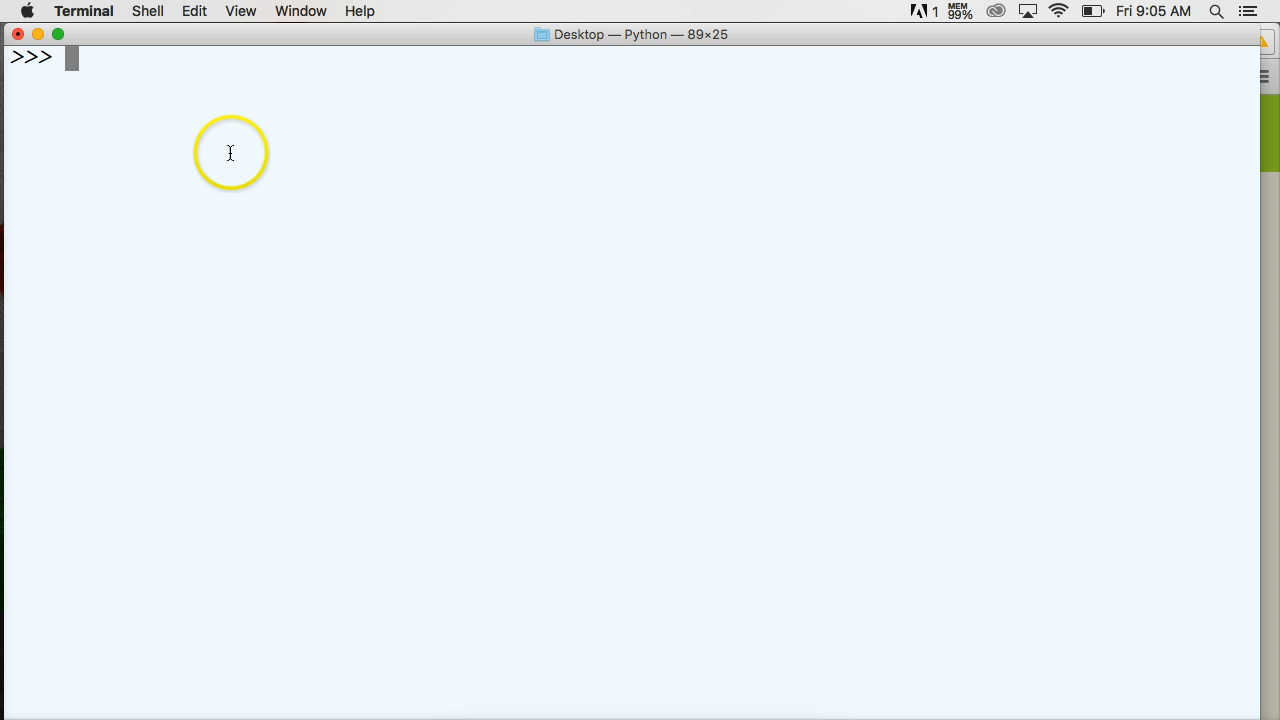 Terminal Shell Edit View Window Help 1 MEM 99% Fri 9:05 AM
Desktop — Python — 89×25
>>>